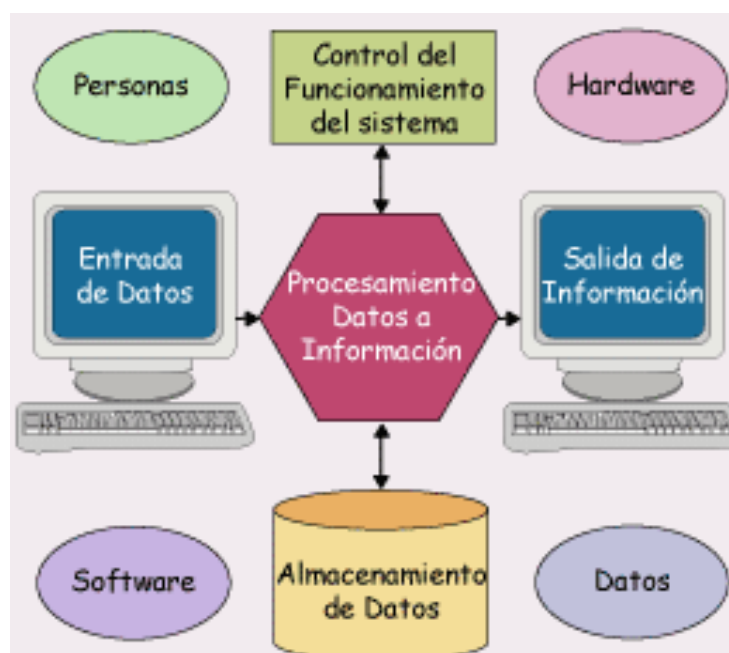 Personas
Control del
Funcionamiento
del sistema
Hardware
Entrada
de Datos
Procesamiento
Datos a
Información
Salida de
Información
Software
Almacenamiento
de Datos
Datos